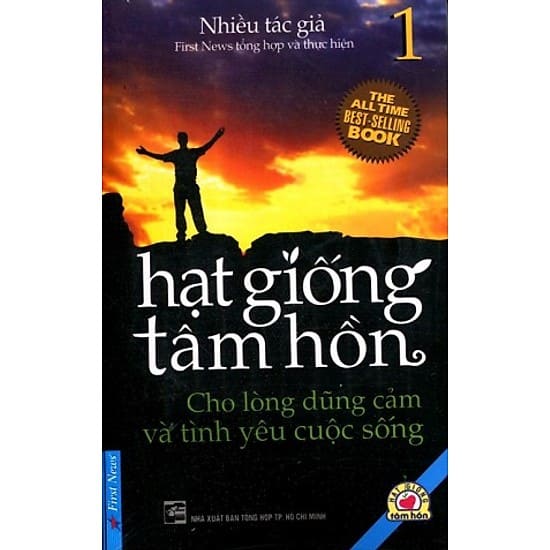 Nhiều tác giả
First News tổng hợp và thực hiện
1
THE
ALL TIME
BEST-SELLING
BOOK
hạt giống
tâm hồn
Cho lòng dũng cảm
và tình yêu cuộc sống
First News
NHÀ XUẤT BẢN TỔNG HỢP TP. HỒ CHÍ MINH
HẠT GIỐNG
tâm hồn